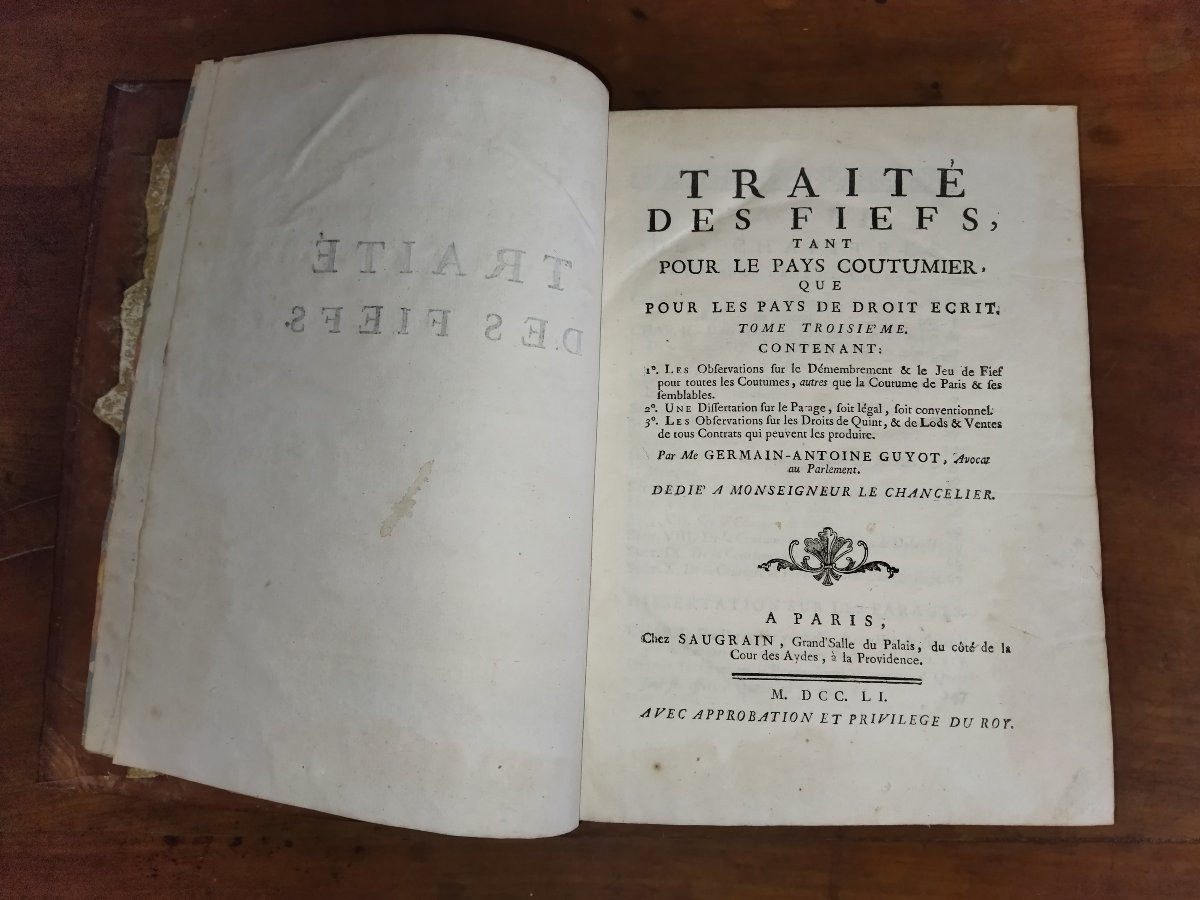 TRAITÉ
DES FIEFS.
TRAITÉ
DES FIEFS,
TANT
POUR LE PAYS COUTUMIER,
QUE
POUR LES PAYS DE DROIT ECRIT.
TOME TROISIE'ME.
CONTENANT:
1°. LES Obſervations ſur le Démembrement & le Jeu de Fief
pour toutes les Coutumes, autres que la Coutume de Paris & ſes
ſemblables.
2°. UNE Diſſertation ſur le Parage, ſoit légal, ſoit conventionnel.
3°. LES Obſervations ſur les Droits de Quint, & de Lods & Ventes
de tous Contrats qui peuvent les produire.
Par Me GERMAIN-ANTOINE GUYOT, Avocat
au Parlement.
DEDIE' A MONSEIGNEUR LE CHANCELIER.
A PARIS,
Chez SAUGRAIN, Grand'Salle du Palais, du côté de la
Cour des Aydes, à la Providence.
M. DCC. LI.
AVEC APPROBATION ET PRIVILEGE DU ROY.